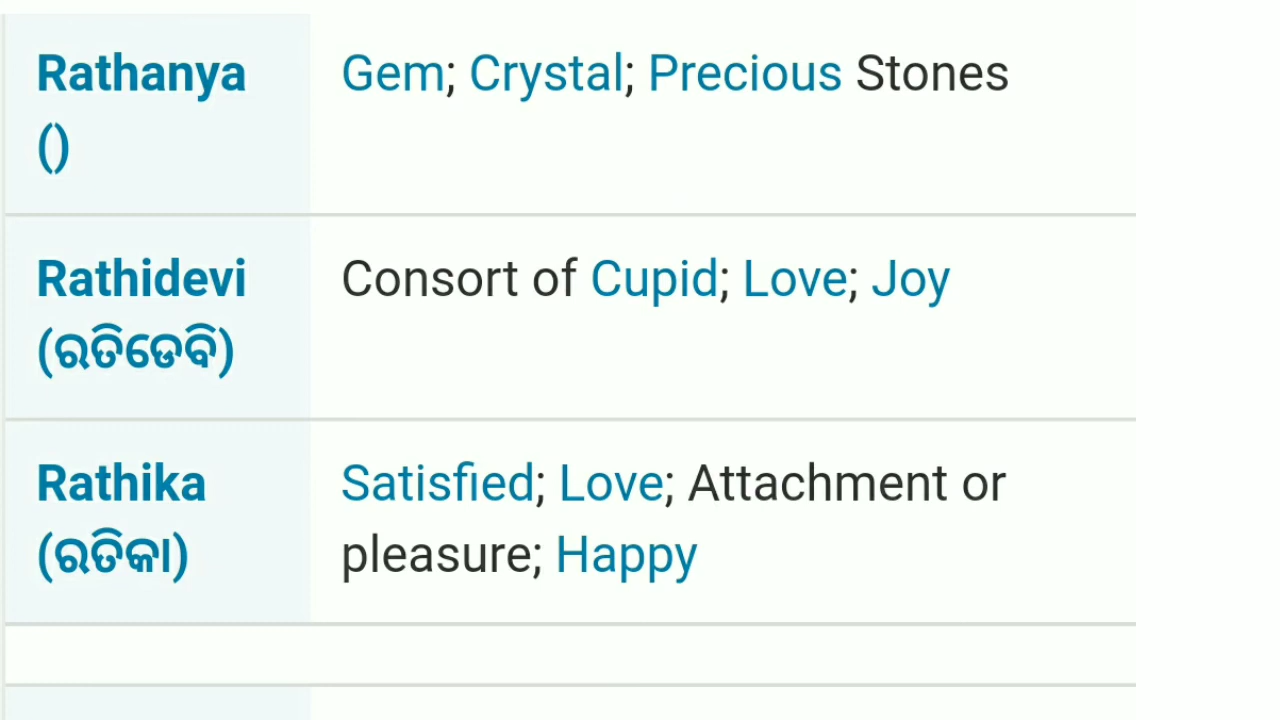 Rathanya
()
Gem; Crystal; Precious Stones
Rathidevi
(ରତିଡେବି)
Consort of Cupid; Love; Joy
Rathika
(ରତିକା)
Satisfied; Love; Attachment or
pleasure; Happy